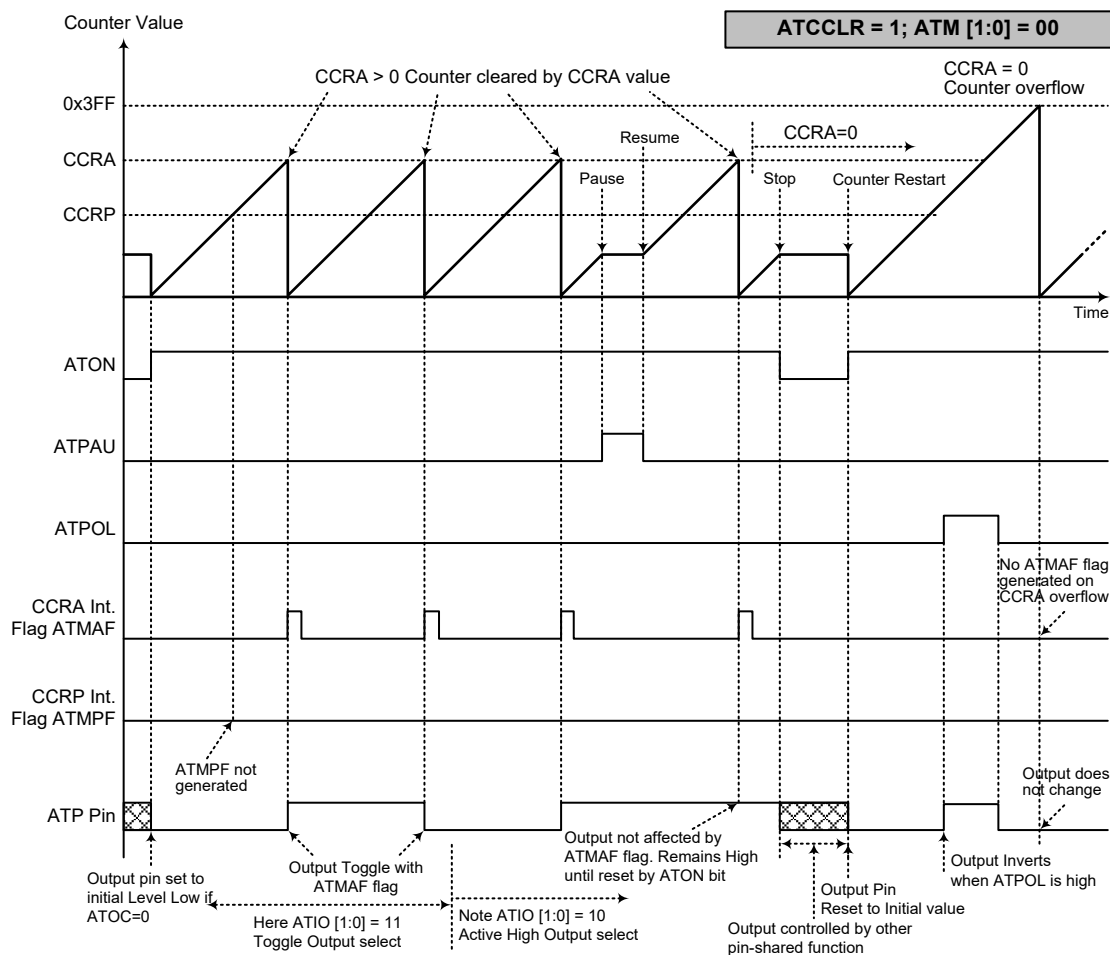 Counter Value
ATCCLR = 1; ATM [1:0] = 00
CCRA > 0 Counter cleared by CCRA value
CCRA = 0
Counter overflow
0x3FF
Resume
CCRA=0
CCRA
Pause
Stop
Counter Restart
CCRP
Time
ATON
ATPAU
ATPOL
No ATMAF flag
generated on
CCRA overflow
CCRA Int.
Flag ATMAF
CCRP Int.
Flag ATMPF
ATMPF not
generated
Output does
not change
ATP Pin
Output pin set to
initial Level Low if
ATOC=0
Output Toggle with
ATMAF flag
Output not affected by
ATMAF flag. Remains High
until reset by ATON bit
Output Inverts
when ATPOL is high
Output Pin
Reset to Initial value
Here ATIO [1:0] = 11
Toggle Output select
Note ATIO [1:0] = 10
Active High Output select
Output controlled by other
pin-shared function